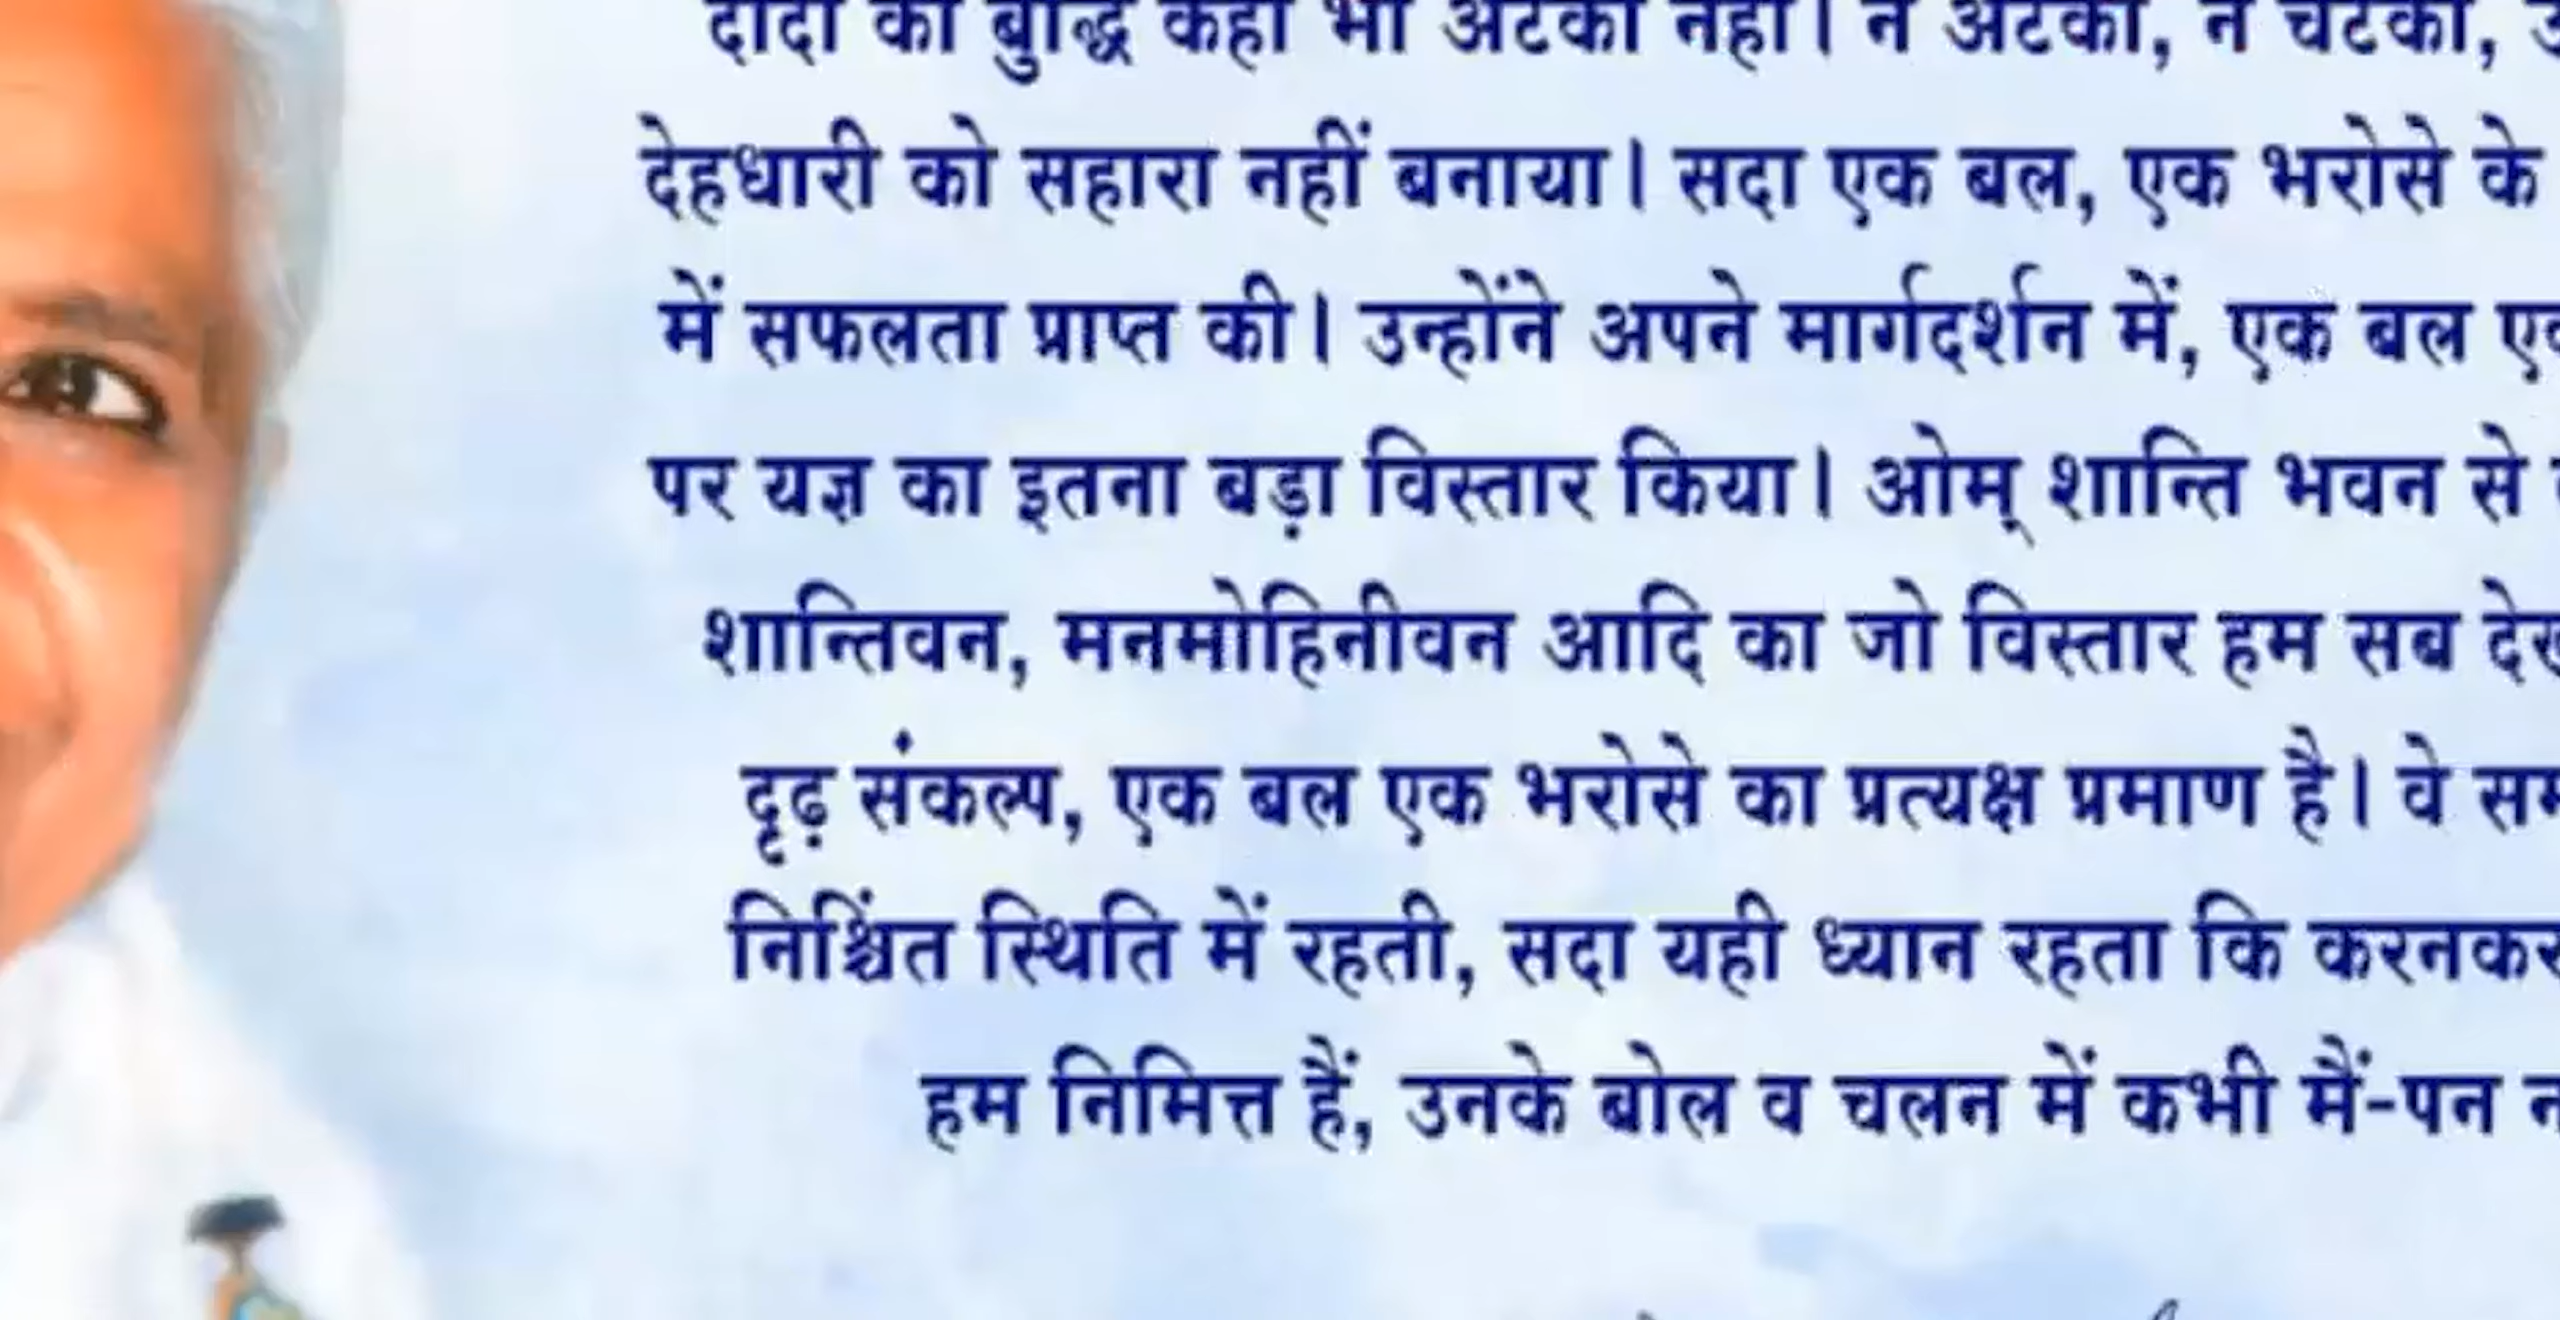 दादी की बुद्धि कहाँ भी अटकी नहीं। न अटकी, न चटकी,
देहधारी को सहारा नहीं बनाया। सदा एक बल, एक भरोसे के
में सफलता प्राप्त की। उन्होंने अपने मार्गदर्शन में, एक बल
पर यज्ञ का इतना बड़ा विस्तार किया। ओम् शान्ति भवन से
शान्तिवन, मनमोहिनीवन आदि का जो विस्तार हम सब
दृढ़ संकल्प, एक बल एक भरोसे का प्रत्यक्ष प्रमाण है। वे
निश्चिंत स्थिति में रहती, सदा यही ध्यान रहता कि
हम निमित्त हैं, उनके बोल व चलन में कभी मैं-पन